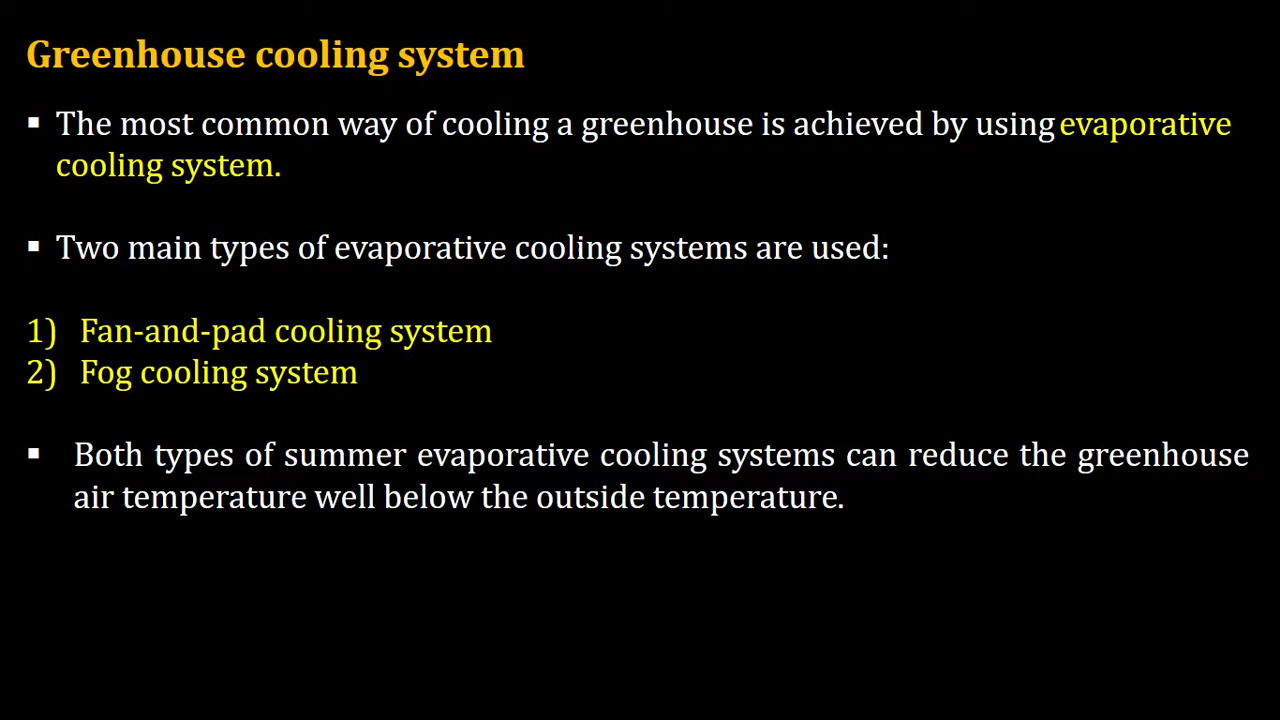 Greenhouse cooling system
▪ The most common way of cooling a greenhouse is achieved by using evaporative
cooling system.
▪ Two main types of evaporative cooling systems are used:
1) Fan-and-pad cooling system
2) Fog cooling system
▪ Both types of summer evaporative cooling systems can reduce the greenhouse
air temperature well below the outside temperature.